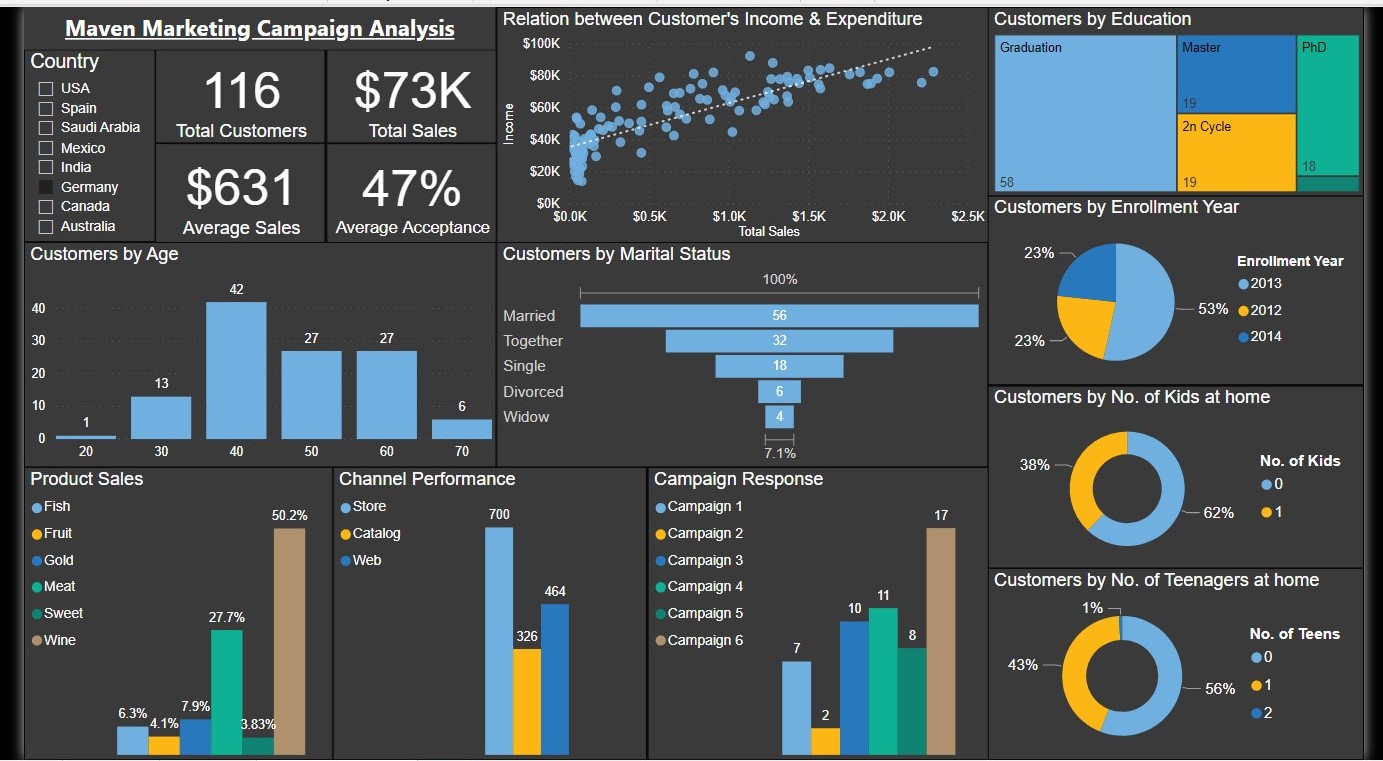 Maven Marketing Campaign Analysis
Country
USA
Spain
Saudi Arabia
Mexico
India
Germany
Canada
Australia
116
Total Customers
$73K
Total Sales
$631
Average Sales
47%
Average Acceptance
Relation between Customer's Income & Expenditure
Income
$100K
$80K
$60K
$40K
$20K
$0K
$0.0K $0.5K $1.0K $1.5K $2.0K $2.5K
Total Sales
Customers by Education
Graduation
58
Master
19
2n Cycle
19
PhD
18
Customers by Enrollment Year
23%
23%
53%
Enrollment Year
2013
2012
2014
Customers by Age
40
30
20
10
0
1
13
42
27
27
6
20 30 40 50 60 70
Customers by Marital Status
100%
Married 56
Together 32
Single 18
Divorced 6
Widow 4
7.1%
Customers by No. of Kids at home
38%
62%
No. of Kids
0
1
Product Sales
Fish
Fruit
Gold
Meat
Sweet
Wine
6.3%
4.1%
7.9%
27.7%
3.83%
50.2%
Channel Performance
Store
Catalog
Web
700
326
464
Campaign Response
Campaign 1
Campaign 2
Campaign 3
Campaign 4
Campaign 5
Campaign 6
7
2
10
11
8
17
Customers by No. of Teenagers at home
1%
43%
56%
No. of Teens
0
1
2